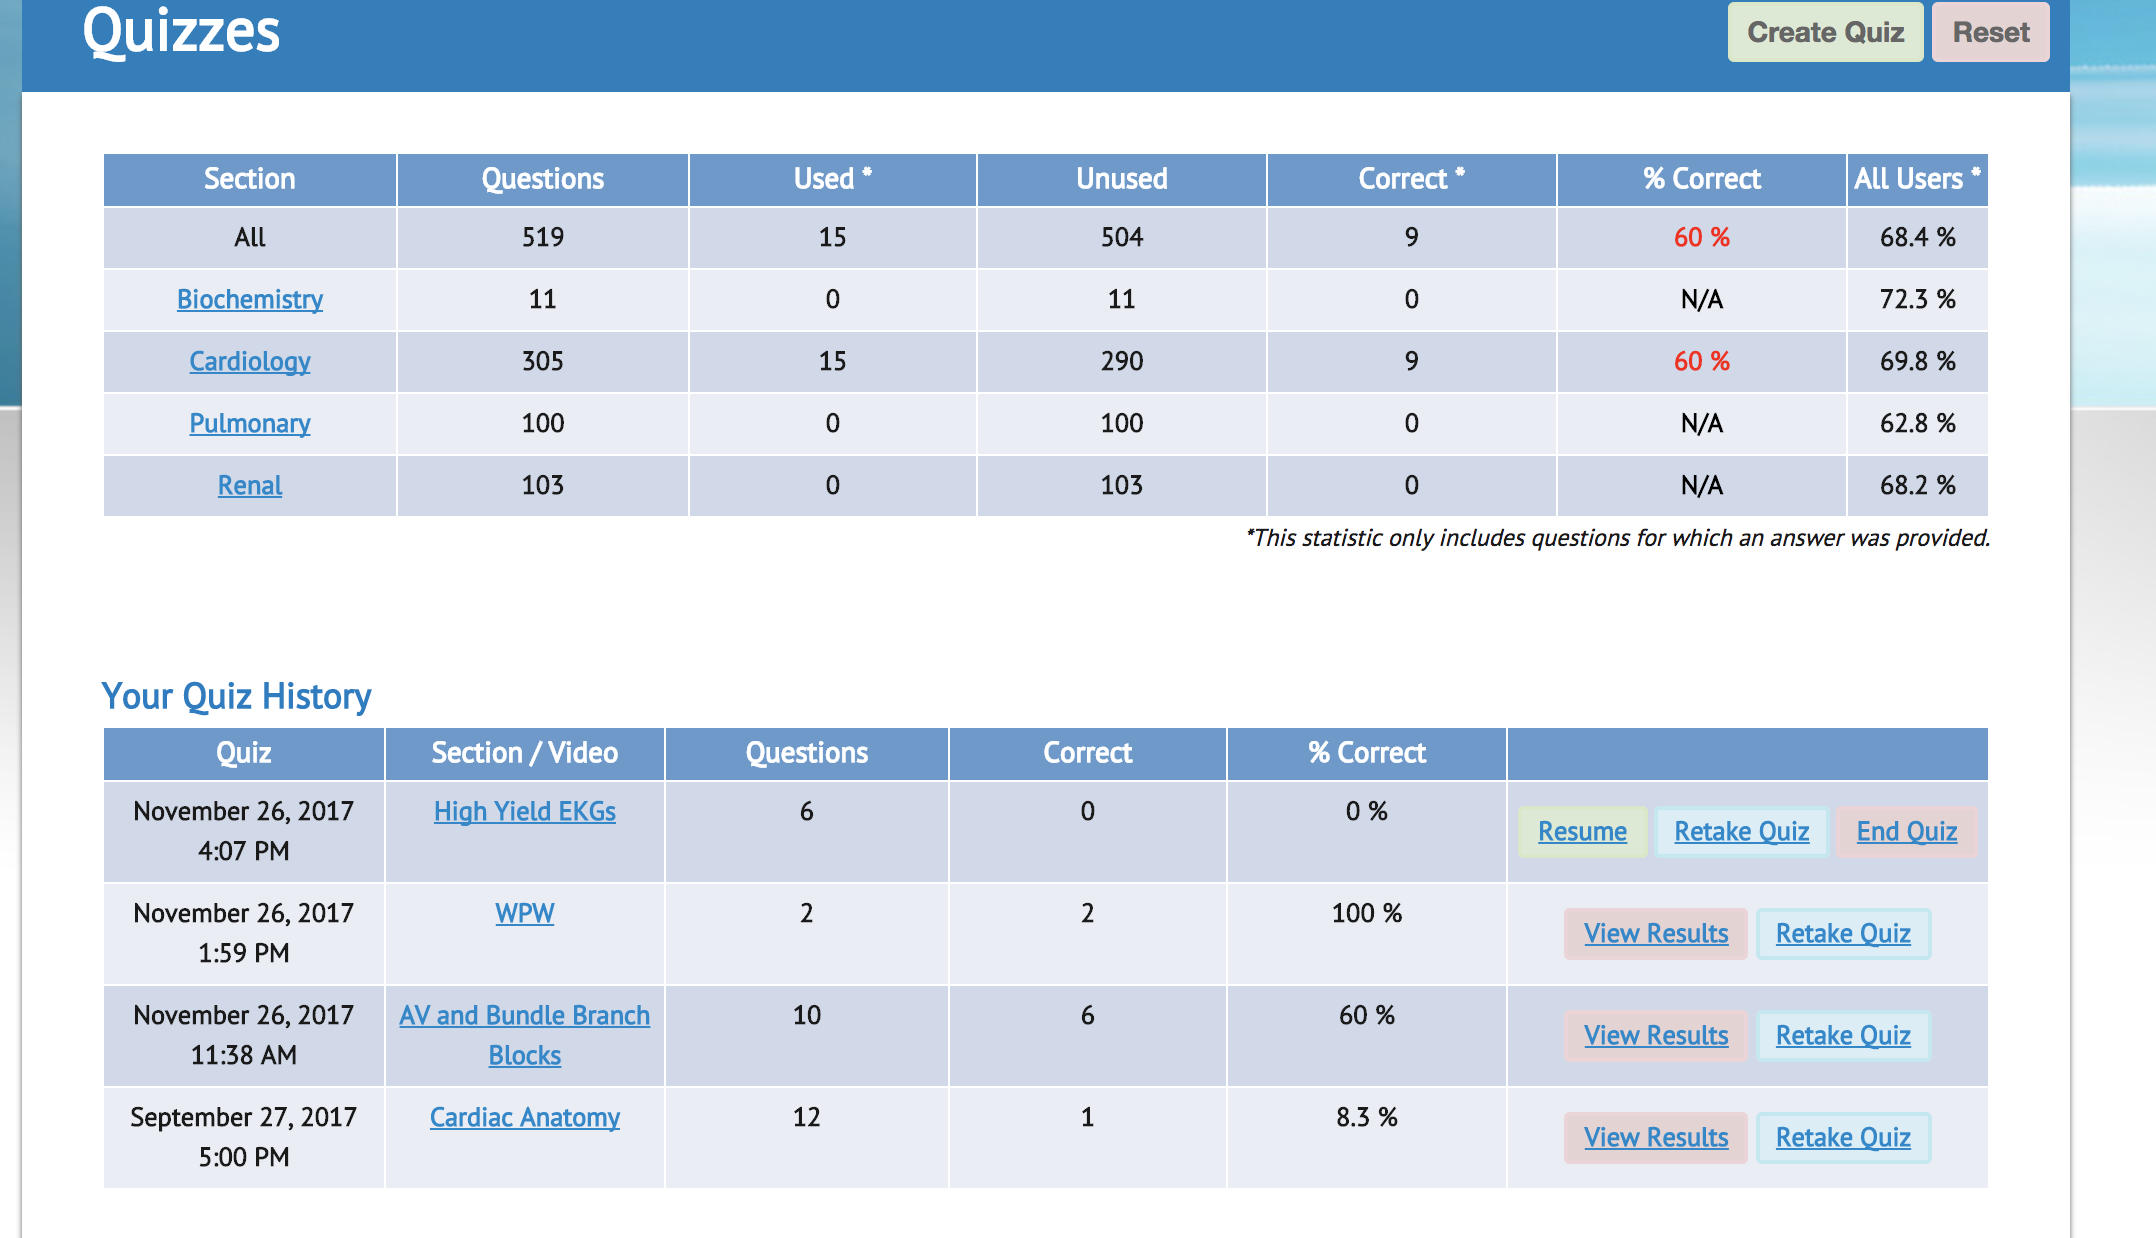 Quizzes
Create Quiz Reset
Section Questions Used * Unused Correct * % Correct All Users *
All 519 15 504 9 60 % 68.4 %
Biochemistry 11 0 11 0 N/A 72.3 %
Cardiology 305 15 290 9 60 % 69.8 %
Pulmonary 100 0 100 0 N/A 62.8 %
Renal 103 0 103 0 N/A 68.2 %
*This statistic only includes questions for which an answer was provided.
Your Quiz History
Quiz Section / Video Questions Correct % Correct
November 26, 2017 High Yield EKGs 6 0 0 %
4:07 PM
Resume Retake Quiz End Quiz
November 26, 2017 WPW 2 2 100 %
1:59 PM
View Results Retake Quiz
November 26, 2017 AV and Bundle Branch 10 6 60 %
11:38 AM Blocks
View Results Retake Quiz
September 27, 2017 Cardiac Anatomy 12 1 8.3 %
5:00 PM
View Results Retake Quiz